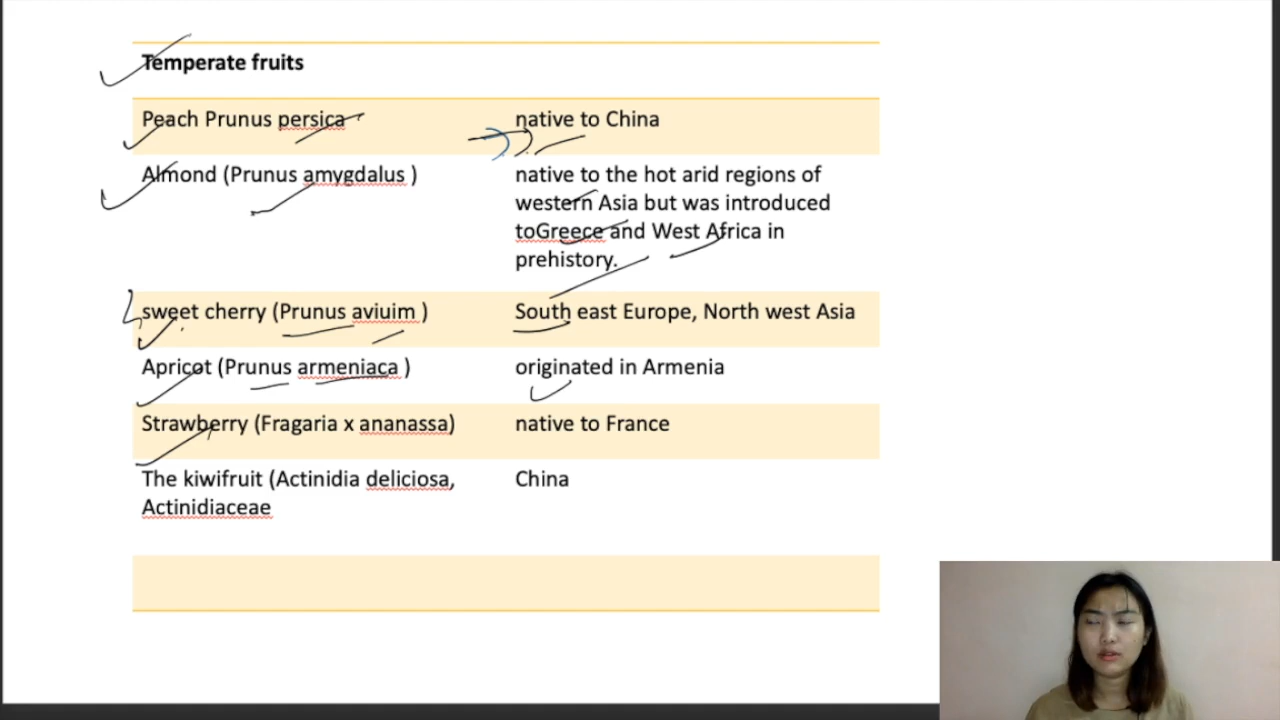 Temperate fruits
Peach Prunus persica
native to China
Almond (Prunus amygdalus )
native to the hot arid regions of
western Asia but was introduced
toGreece and West Africa in
prehistory.
sweet cherry (Prunus aviuim )
South east Europe, North west Asia
Apricot (Prunus armeniaca )
originated in Armenia
Strawberry (Fragaria x ananassa)
native to France
The kiwifruit (Actinidia deliciosa,
Actinidiaceae
China